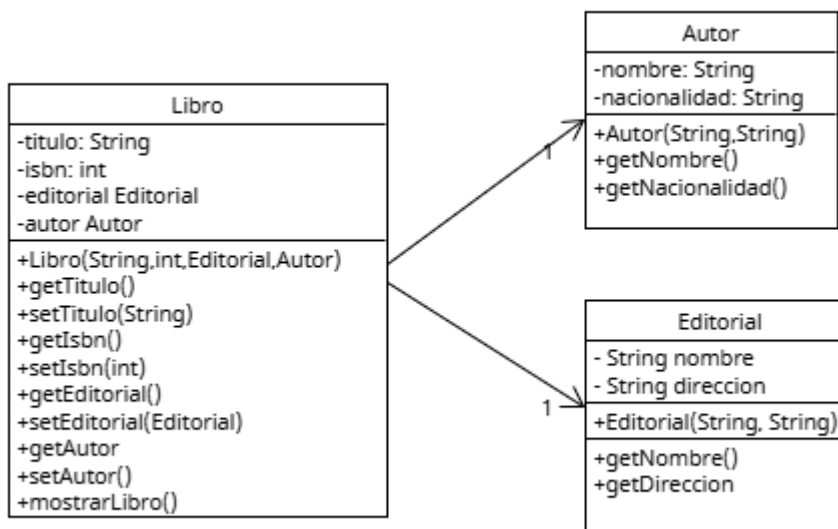 Libro
-titulo: String
-isbn: int
-editorial Editorial
-autor Autor
+Libro(String,int,Editorial,Autor)
+getTitulo()
+setTitulo(String)
+getIsbn()
+setIsbn(int)
+getEditorial()
+setEditorial(Editorial)
+getAutor
+setAutor()
+mostrarLibro()
1
1
Autor
-nombre: String
-nacionalidad: String
+Autor(String,String)
+getNombre()
+getNacionalidad()
Editorial
- String nombre
- String direccion
+Editorial(String, String)
+getNombre()
+getDireccion